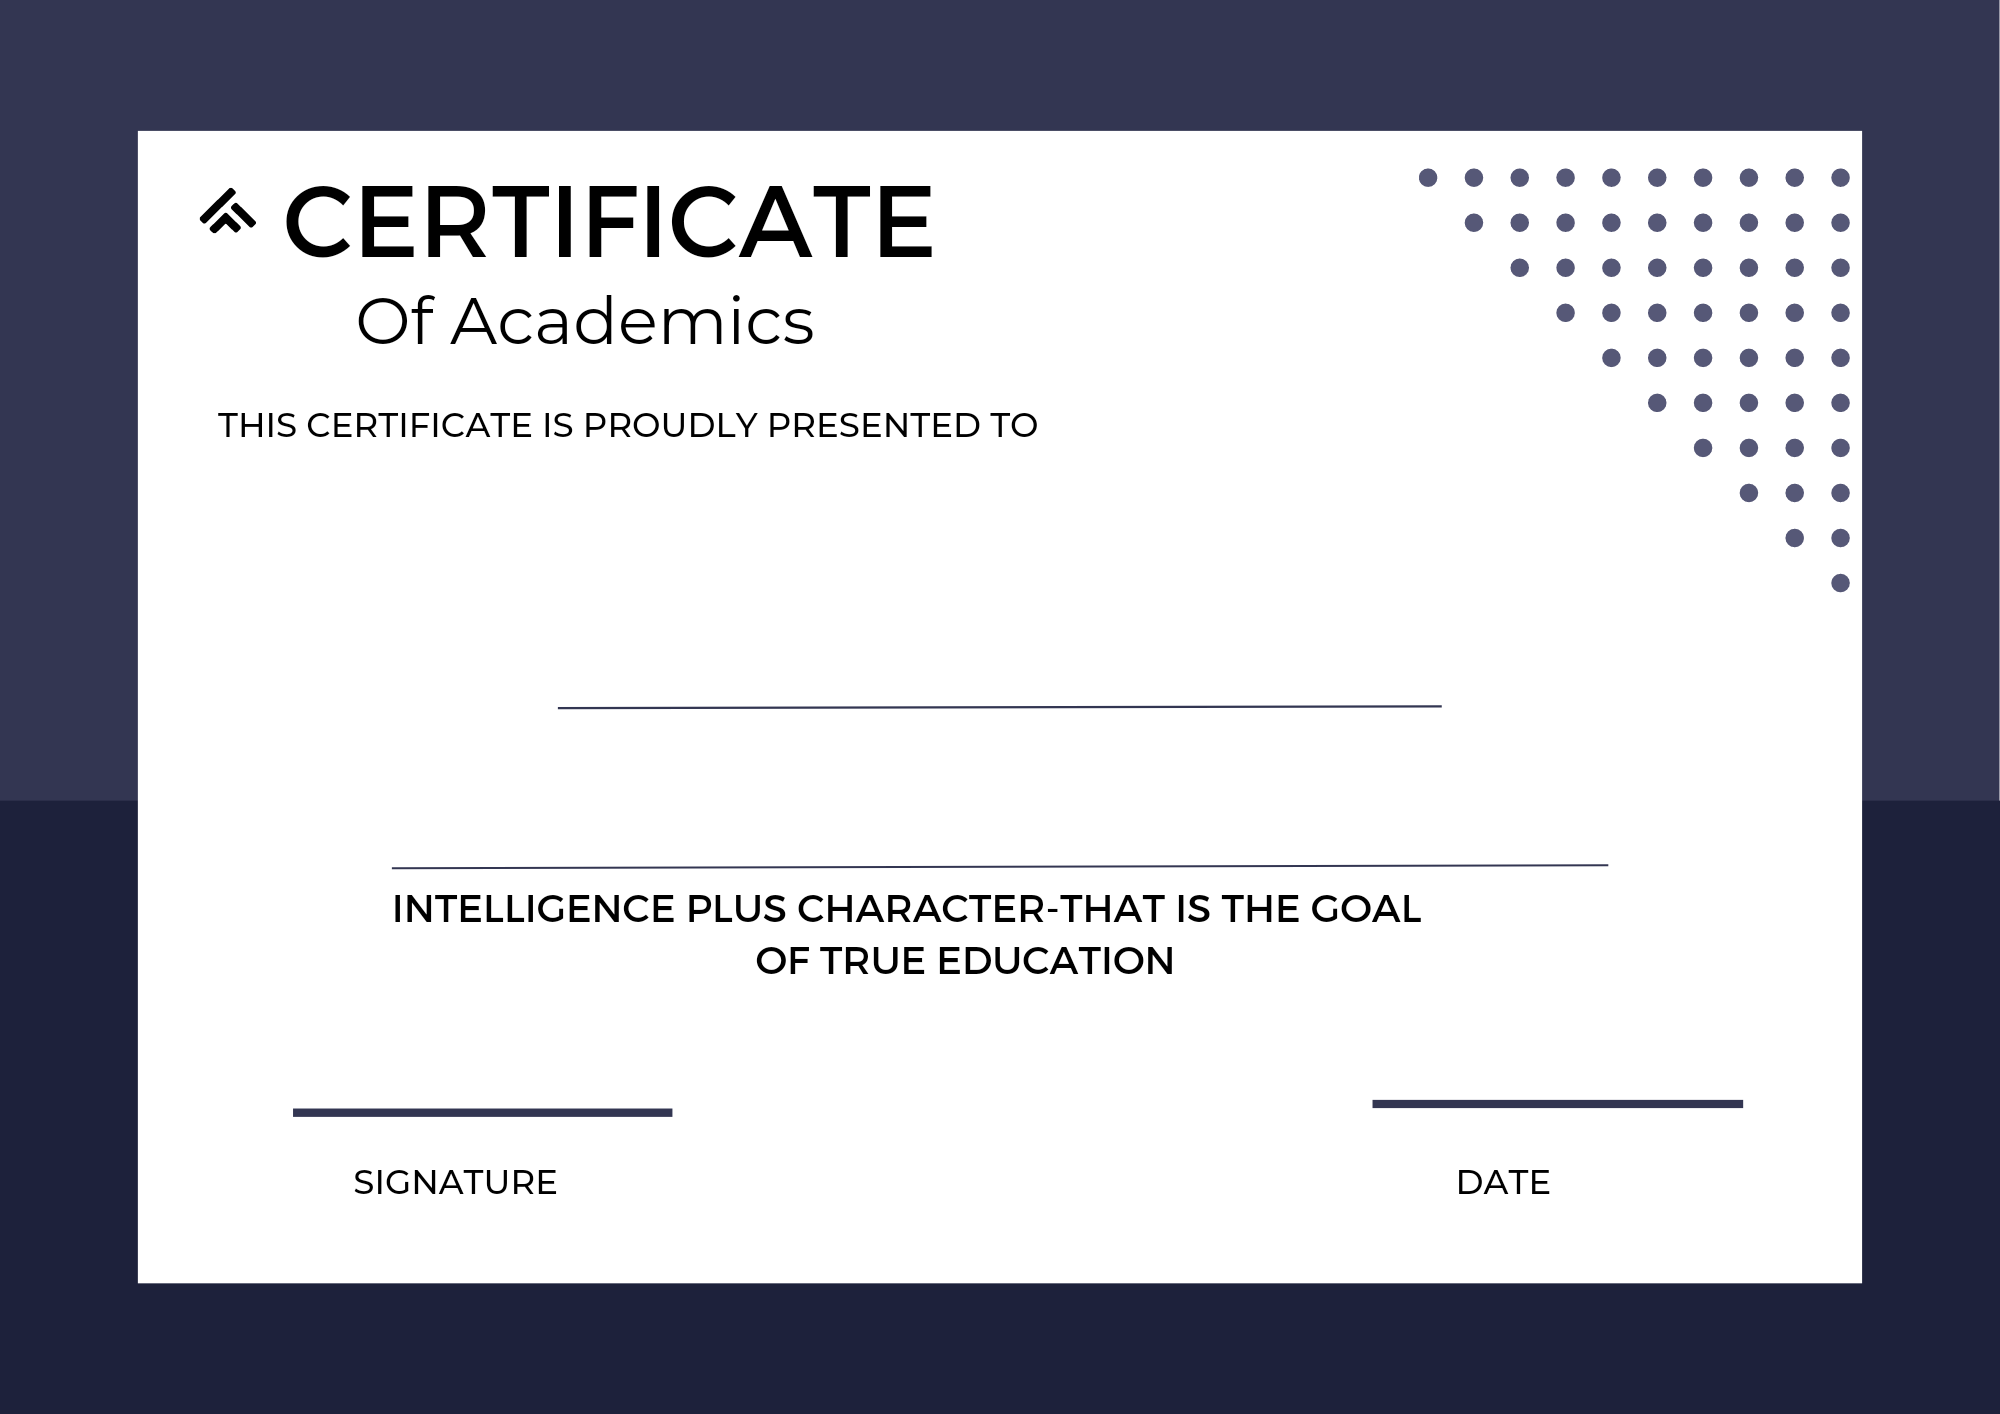 CERTIFICATE
Of Academics
THIS CERTIFICATE IS PROUDLY PRESENTED TO
INTELLIGENCE PLUS CHARACTER-THAT IS THE GOAL
OF TRUE EDUCATION
SIGNATURE
DATE